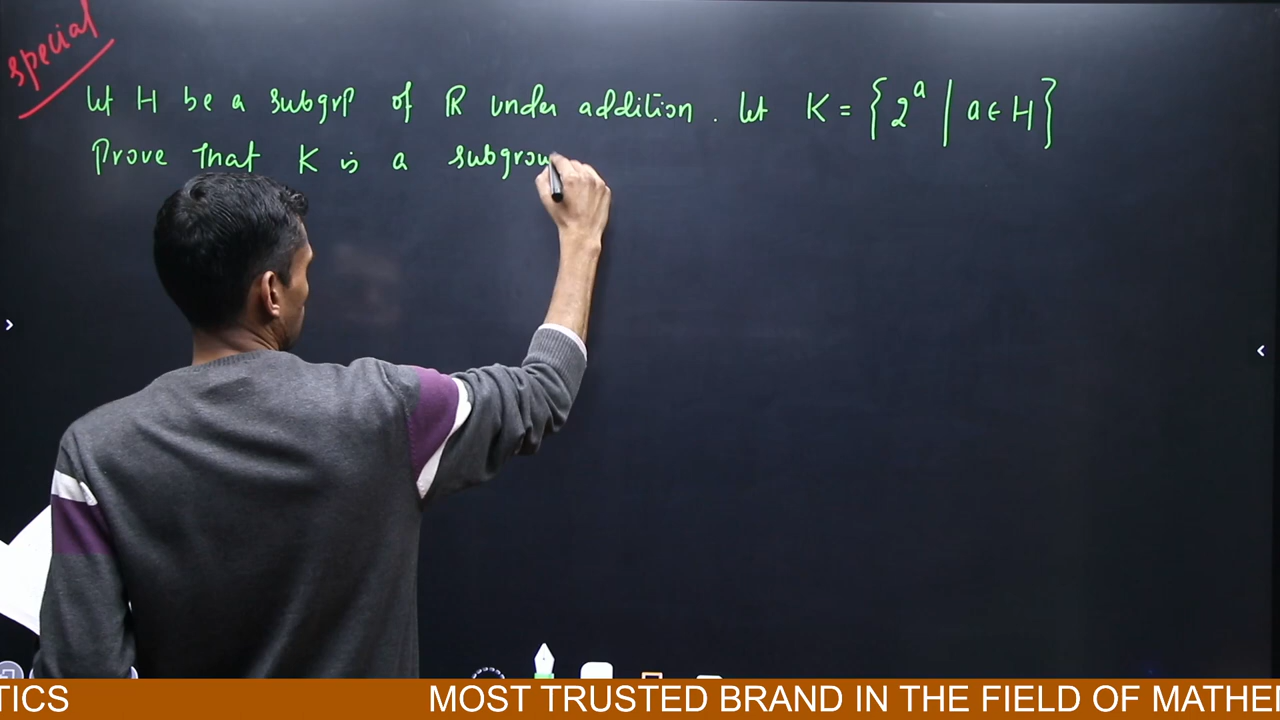 special
let H be a subgrp of ℝ under addition. let K = {2^a | a ∈ H}
Prove that K is a subgrou
TICS MOST TRUSTED BRAND IN THE FIELD OF MATHE